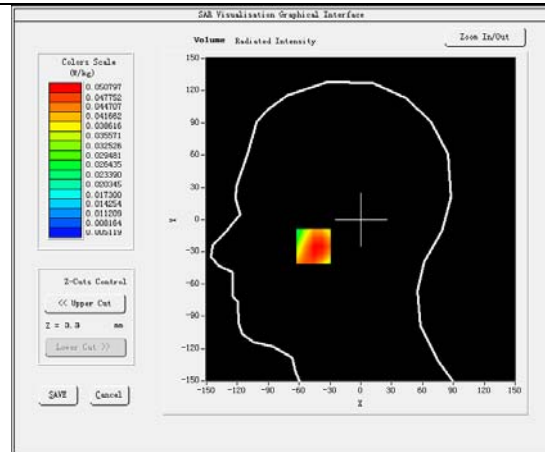 SAR Visualisation Graphical Interface
Volume Radiated Intensity
Zoom In/Out
Colors Scale
(W/kg)
0.050797
0.047752
0.044707
0.041662
0.038616
0.035571
0.032526
0.029481
0.026435
0.023390
0.020345
0.017300
0.014254
0.011209
0.008164
0.005119
Z-Cuts Control
<< Upper Cut
Z = 3.3 mm
Lower Cut >>
SAVE Cancel
150-
120-
90-
60-
30-
0-
-30-
-60-
-90-
-120-
-150-
Y
-150 -120 -90 -60 -30 0 30 60 90 120 150
X